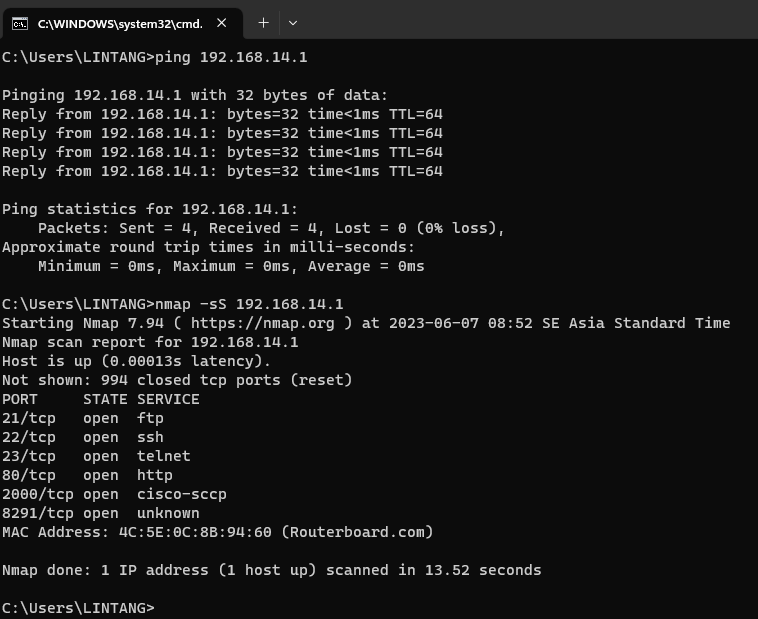 C:\WINDOWS\system32\cmd.
C:\Users\LINTANG>ping 192.168.14.1
Pinging 192.168.14.1 with 32 bytes of data:
Reply from 192.168.14.1: bytes=32 time<1ms TTL=64
Reply from 192.168.14.1: bytes=32 time<1ms TTL=64
Reply from 192.168.14.1: bytes=32 time<1ms TTL=64
Reply from 192.168.14.1: bytes=32 time<1ms TTL=64
Ping statistics for 192.168.14.1:
    Packets: Sent = 4, Received = 4, Lost = 0 (0% loss),
Approximate round trip times in milli-seconds:
    Minimum = 0ms, Maximum = 0ms, Average = 0ms
C:\Users\LINTANG>nmap -sS 192.168.14.1
Starting Nmap 7.94 ( https://nmap.org ) at 2023-06-07 08:52 SE Asia Standard Time
Nmap scan report for 192.168.14.1
Host is up (0.00013s latency).
Not shown: 994 closed tcp ports (reset)
PORT     STATE SERVICE
21/tcp   open  ftp
22/tcp   open  ssh
23/tcp   open  telnet
80/tcp   open  http
2000/tcp open  cisco-sccp
8291/tcp open  unknown
MAC Address: 4C:5E:0C:8B:94:60 (Routerboard.com)
Nmap done: 1 IP address (1 host up) scanned in 13.52 seconds
C:\Users\LINTANG>